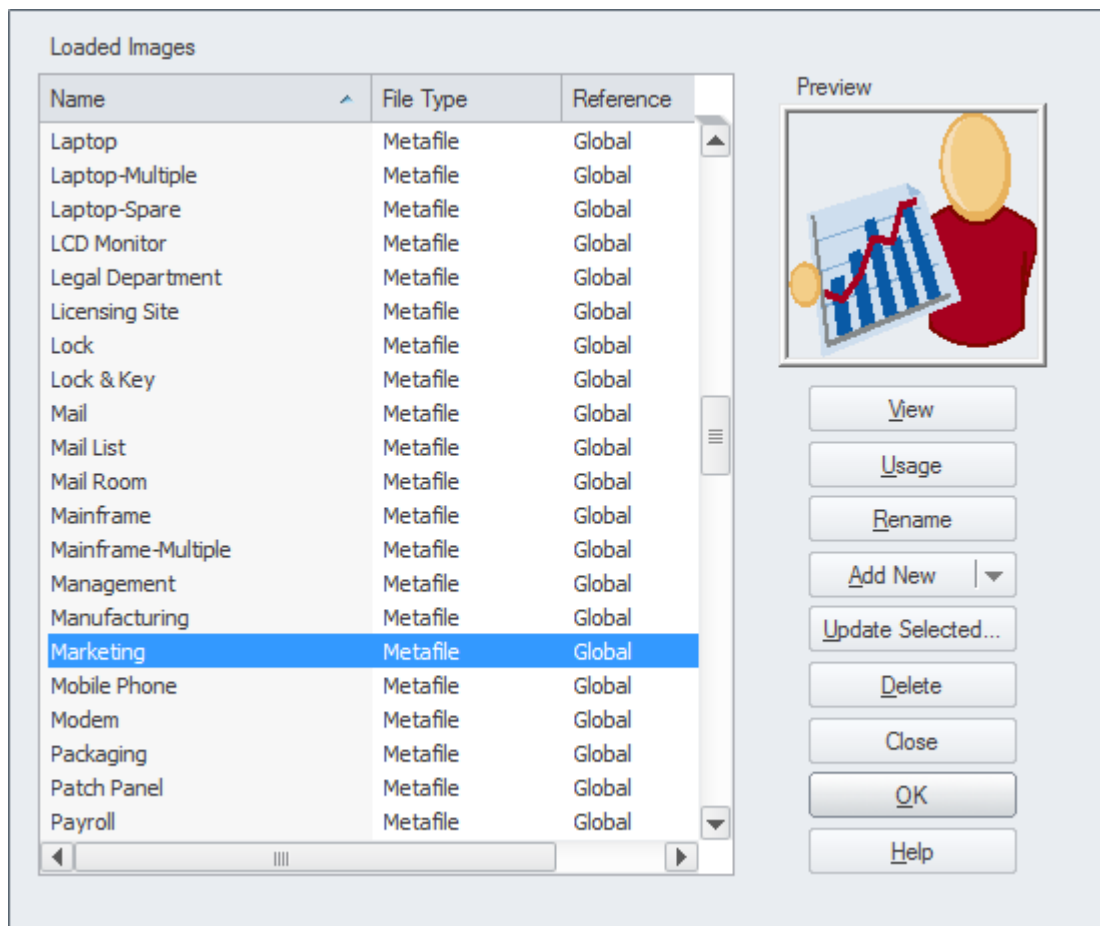 Loaded Images
Name File Type Reference
Laptop Metafile Global
Laptop-Multiple Metafile Global
Laptop-Spare Metafile Global
LCD Monitor Metafile Global
Legal Department Metafile Global
Licensing Site Metafile Global
Lock Metafile Global
Lock & Key Metafile Global
Mail Metafile Global
Mail List Metafile Global
Mail Room Metafile Global
Mainframe Metafile Global
Mainframe-Multiple Metafile Global
Management Metafile Global
Manufacturing Metafile Global
Marketing Metafile Global
Mobile Phone Metafile Global
Modem Metafile Global
Packaging Metafile Global
Patch Panel Metafile Global
Payroll Metafile Global
Preview
View
Usage
Rename
Add New
Update Selected...
Delete
Close
OK
Help